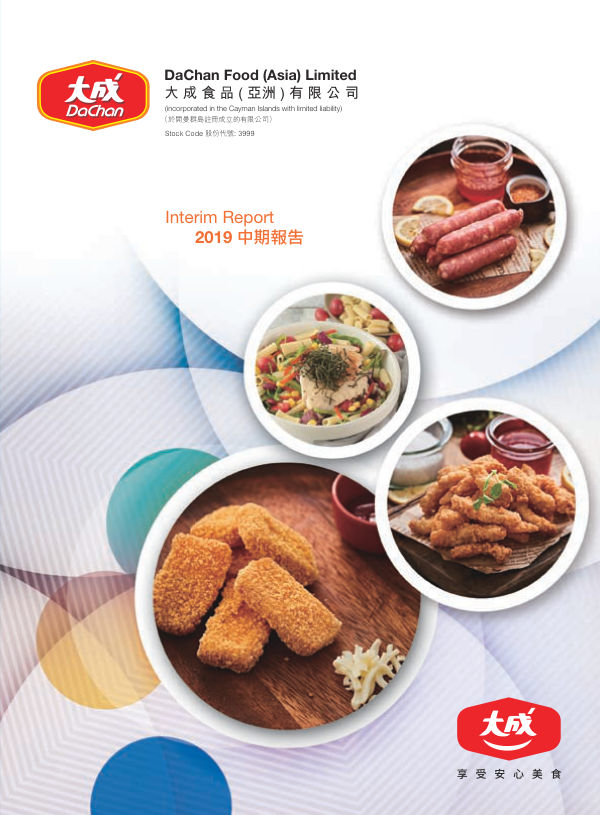 大成
DaChan
DaChan Food (Asia) Limited
大成食品(亞洲)有限公司
(incorporated in the Cayman Islands with limited liability)
(於開曼群島註冊成立的有限公司)
Stock Code 股份代號: 3999
Interim Report
2019 中期報告
大成
享受安心美食